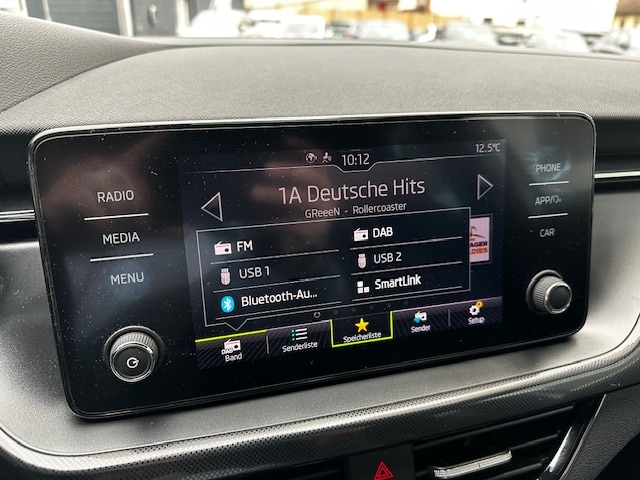 10:12
12.5°C
RADIO
MEDIA
MENU
1A Deutsche Hits
GReeeN - Rollercoaster
FM
DAB
USB 1
USB 2
Bluetooth-Au...
SmartLink
Band
Senderliste
Speicherliste
Sender
Setup
PHONE
CAR